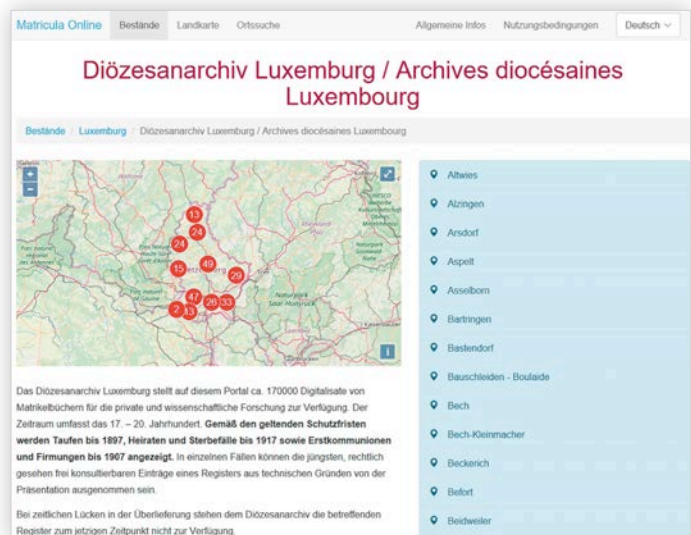 Matricula Online Bestände Landkarte Ortssuche Allgemeine Infos Nutzungsbedingungen Deutsch
Diözesanarchiv Luxemburg / Archives diocésaines
Luxembourg
Bestände / Luxemburg / Diözesanarchiv Luxemburg / Archives diocésaines Luxembourg
+
−
13
24
24
49
15
29
47
26
33
2
13
Naturpark
Saar-Hunsrück
i
Das Diözesanarchiv Luxemburg stellt auf diesem Portal ca. 170000 Digitalisate von
Matrikelbüchern für die private und wissenschaftliche Forschung zur Verfügung. Der
Zeitraum umfasst das 17. – 20. Jahrhundert. Gemäß den geltenden Schutzfristen
werden Taufen bis 1897, Heiraten und Sterbefälle bis 1917 sowie Erstkommunionen
und Firmungen bis 1907 angezeigt. In einzelnen Fällen können die jüngsten, rechtlich
gesehen frei konsultierbaren Einträge eines Registers aus technischen Gründen von der
Präsentation ausgenommen sein.
Bei zeitlichen Lücken in der Überlieferung stehen dem Diözesanarchiv die betreffenden
Register zum jetzigen Zeitpunkt nicht zur Verfügung.
Altwies
Alzingen
Arsdorf
Aspelt
Asselborn
Bartringen
Bastendorf
Bauschleiden - Boulaide
Bech
Bech-Kleinmacher
Beckerich
Befort
Beidweiler